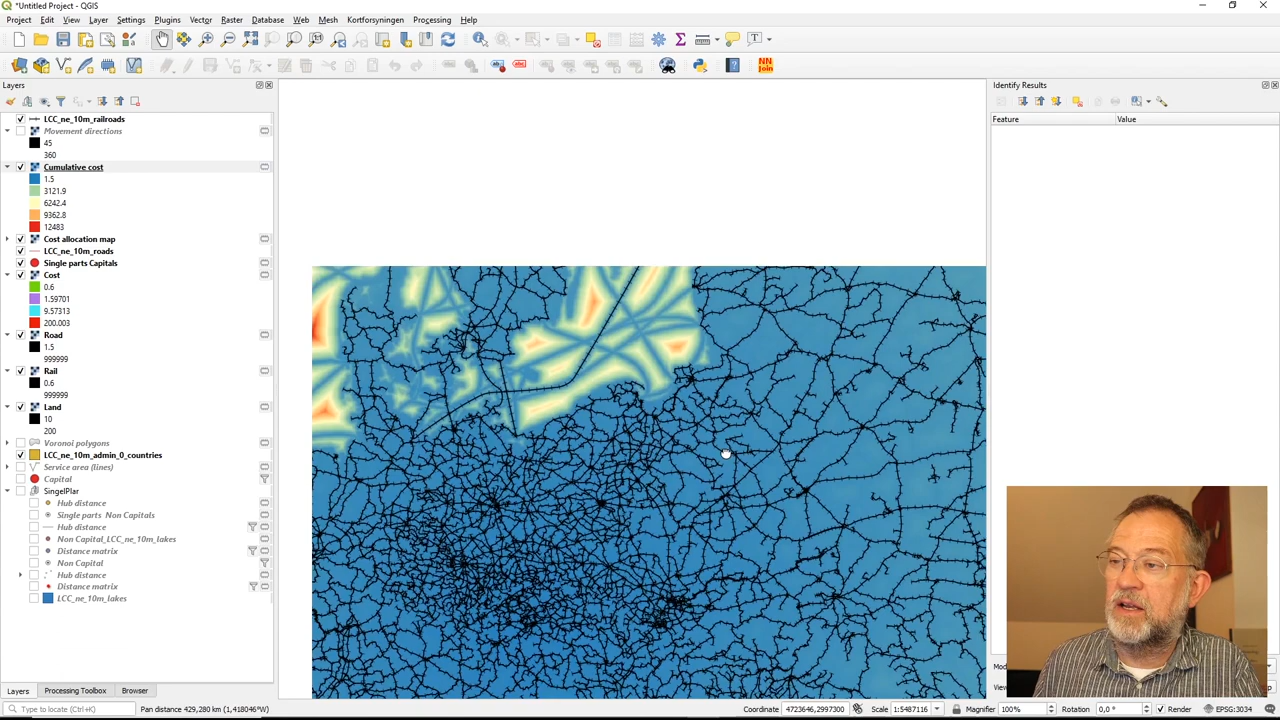 *Untitled Project - QGIS
Project Edit View Layer Settings Plugins Vector Raster Database Web Mesh Kortforsyningen Processing Help
Layers
Identify Results
Feature Value
LCC_ne_10m_railroads
Movement directions
45
360
Cumulative cost
1.5
3121.9
6242.4
9362.8
12483
Cost allocation map
LCC_ne_10m_roads
Single parts Capitals
Cost
0.6
1.59701
9.57313
200.003
Road
1.5
999999
Rail
0.6
999999
Land
10
200
Voronoi polygons
LCC_ne_10m_admin_0_countries
Service area (lines)
Capital
SingelPlar
Hub distance
Single parts Non Capitals
Hub distance
Non Capital_LCC_ne_10m_lakes
Distance matrix
Non Capital
Hub distance
Distance matrix
LCC_ne_10m_lakes
Layers Processing Toolbox Browser
Type to locate (Ctrl+K) Pan distance 429,280 km (1,418046°W) Coordinate 4723646,2997300 Scale 1:5487116 Magnifier 100% Rotation 0,0 ° Render EPSG:3034